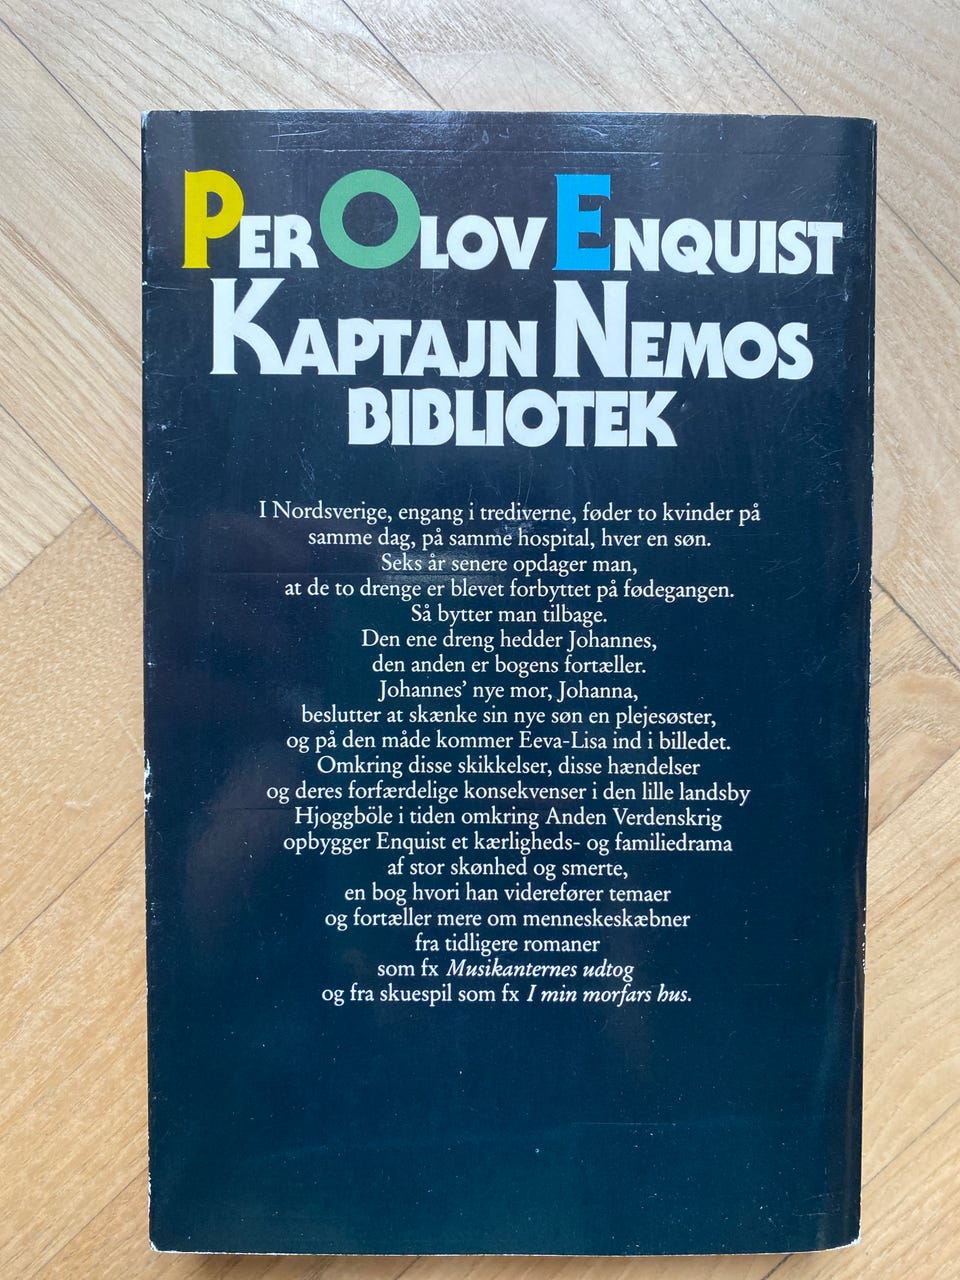 PER OLOV ENQUIST
KAPTAJN NEMOS
BIBLIOTEK
I Nordsverige, engang i trediverne, føder to kvinder på
samme dag, på samme hospital, hver en søn.
Seks år senere opdager man,
at de to drenge er blevet forbyttet på fødegangen.
Så bytter man tilbage.
Den ene dreng hedder Johannes,
den anden er bogens fortæller.
Johannes’ nye mor, Johanna,
beslutter at skænke sin nye søn en plejesøster,
og på den måde kommer Eeva-Lisa ind i billedet.
Omkring disse skikkelser, disse hændelser
og deres forfærdelige konsekvenser i den lille landsby
Hjoggböle i tiden omkring Anden Verdenskrig
opbygger Enquist et kærligheds- og familiedrama
af stor skønhed og smerte,
en bog hvori han viderefører temaer
og fortæller mere om menneskeskæbner
fra tidligere romaner
som fx Musikanternes udtog
og fra skuespil som fx I min morfars hus.